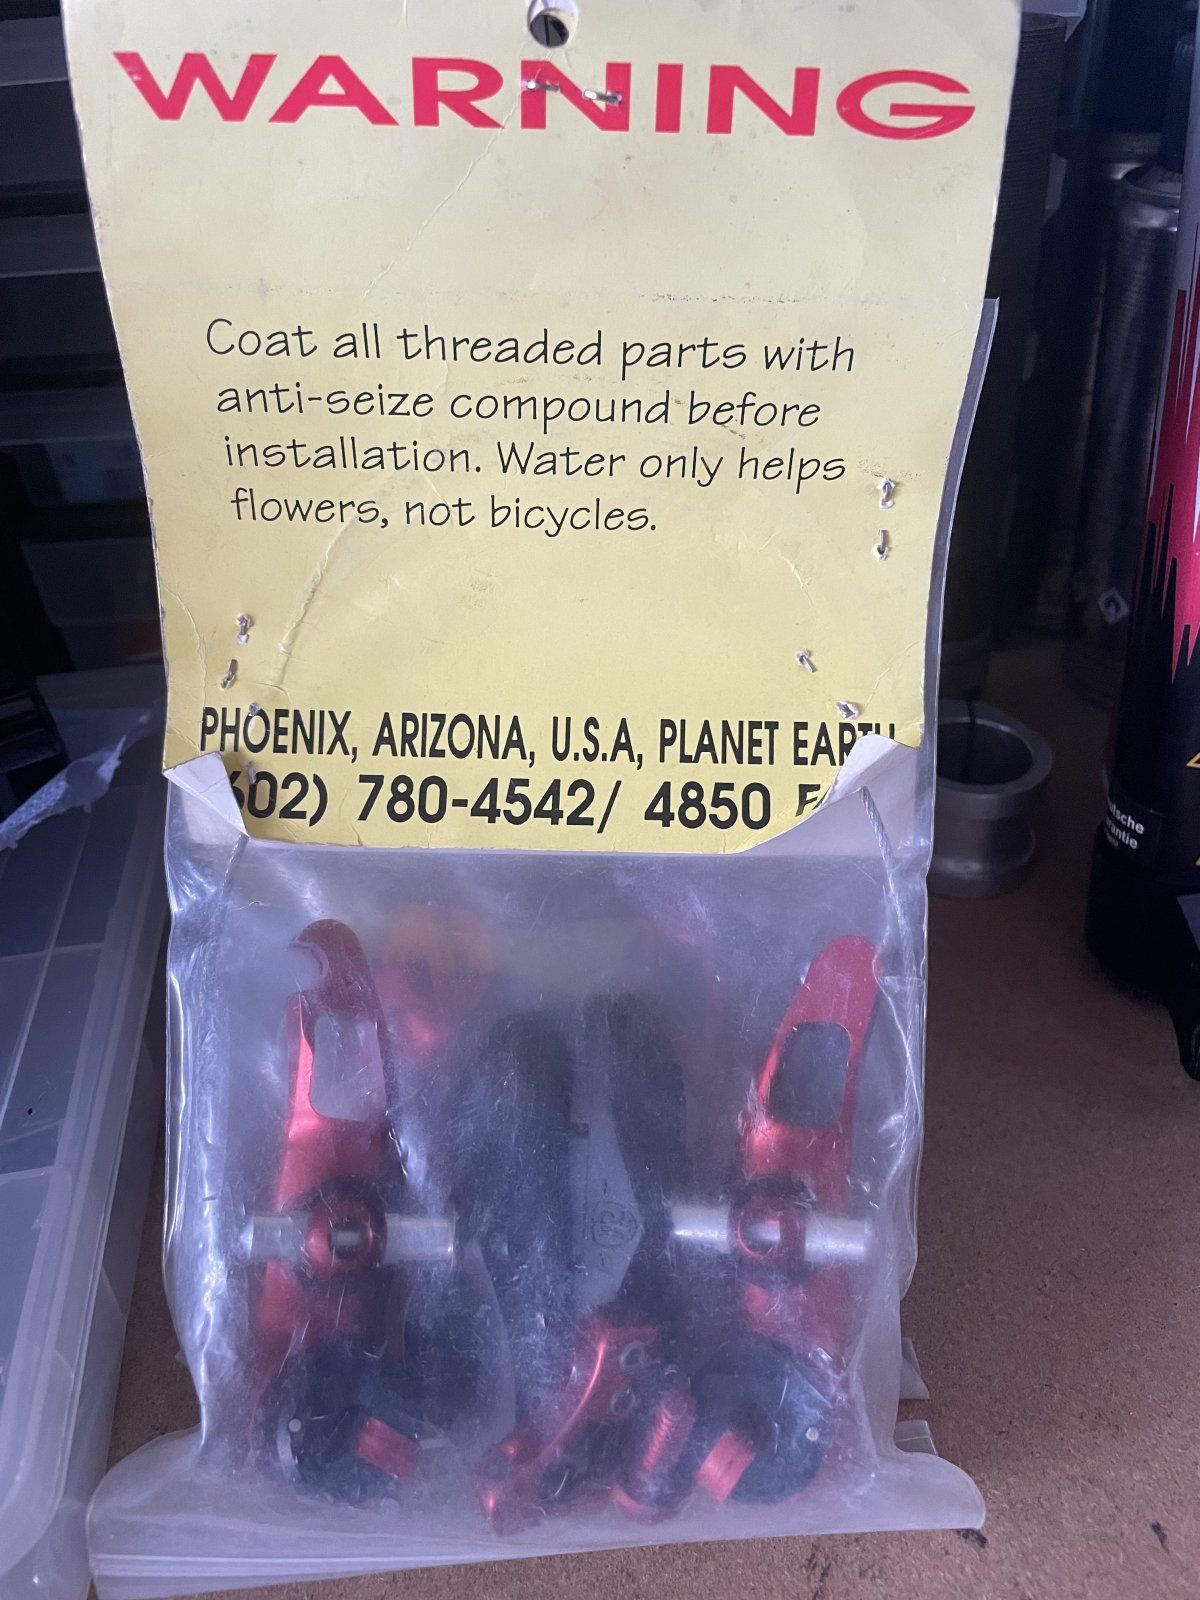 WARNING
Coat all threaded parts with
anti-seize compound before
installation. Water only helps
flowers, not bicycles.
PHOENIX, ARIZONA, U.S.A, PLANET EARTH
602) 780-4542/ 4850